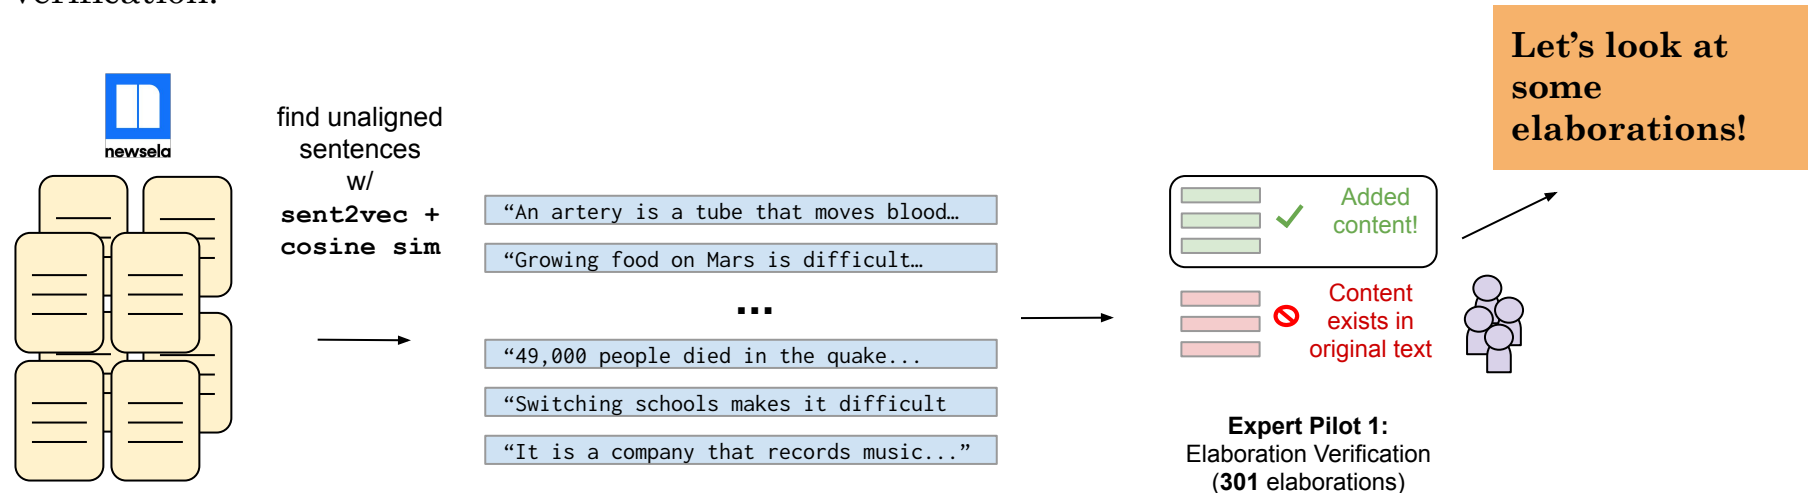 verification:
newsela
find unaligned
sentences
w/
sent2vec +
cosine sim
“An artery is a tube that moves blood…
“Growing food on Mars is difficult…
...
“49,000 people died in the quake...
“Switching schools makes it difficult
“It is a company that records music...”
Added
content!
Content
exists in
original text
Expert Pilot 1:
Elaboration Verification
(301 elaborations)
Let’s look at
some
elaborations!